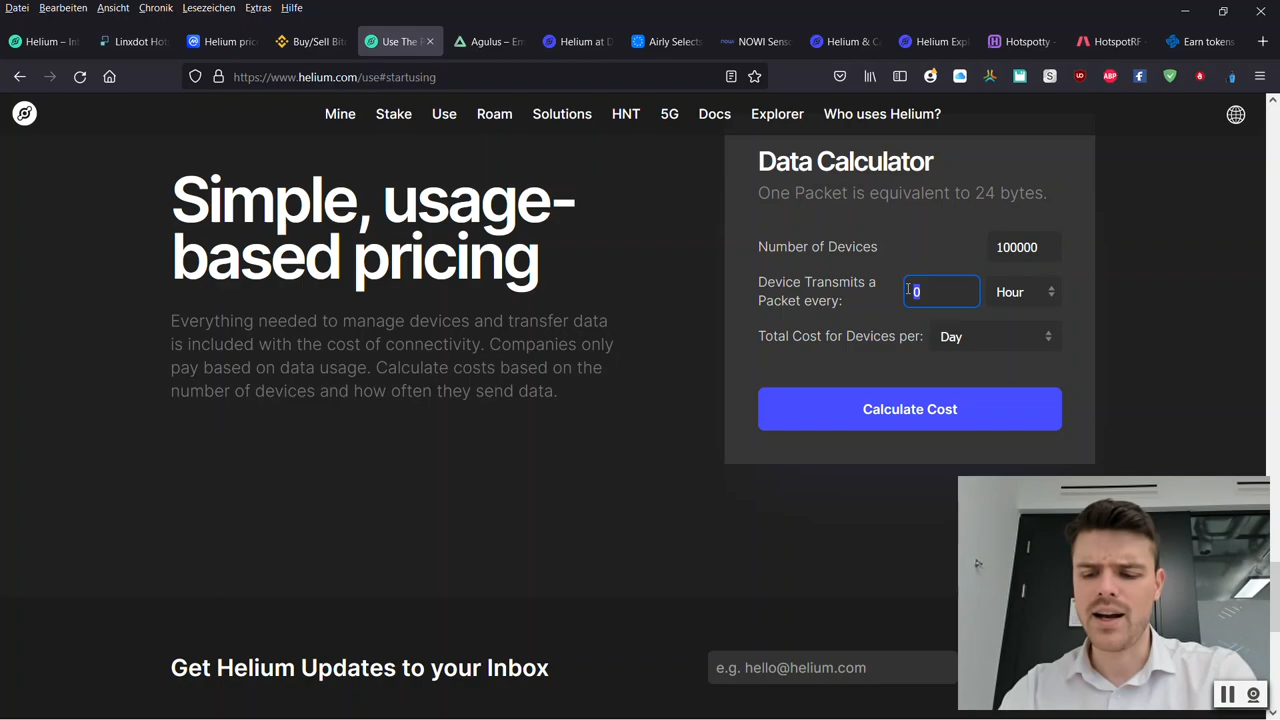 Datei Bearbeiten Ansicht Chronik Lesezeichen Extras Hilfe
Helium – In
Linxdot Hot
Helium pric
Buy/Sell Bit
Use The
Agulus – Em
Helium at D
Airly Selects
NOWI Sense
Helium & C
Helium Expl
Hotspotty -
HotspotRF -
Earn tokens
https://www.helium.com/use#startusing
Mine Stake Use Roam Solutions HNT 5G Docs Explorer Who uses Helium?
Simple, usage-
based pricing
Everything needed to manage devices and transfer data
is included with the cost of connectivity. Companies only
pay based on data usage. Calculate costs based on the
number of devices and how often they send data.
Data Calculator
One Packet is equivalent to 24 bytes.
Number of Devices 100000
Device Transmits a
Packet every: 0 Hour
Total Cost for Devices per: Day
Calculate Cost
Get Helium Updates to your Inbox
e.g. hello@helium.com